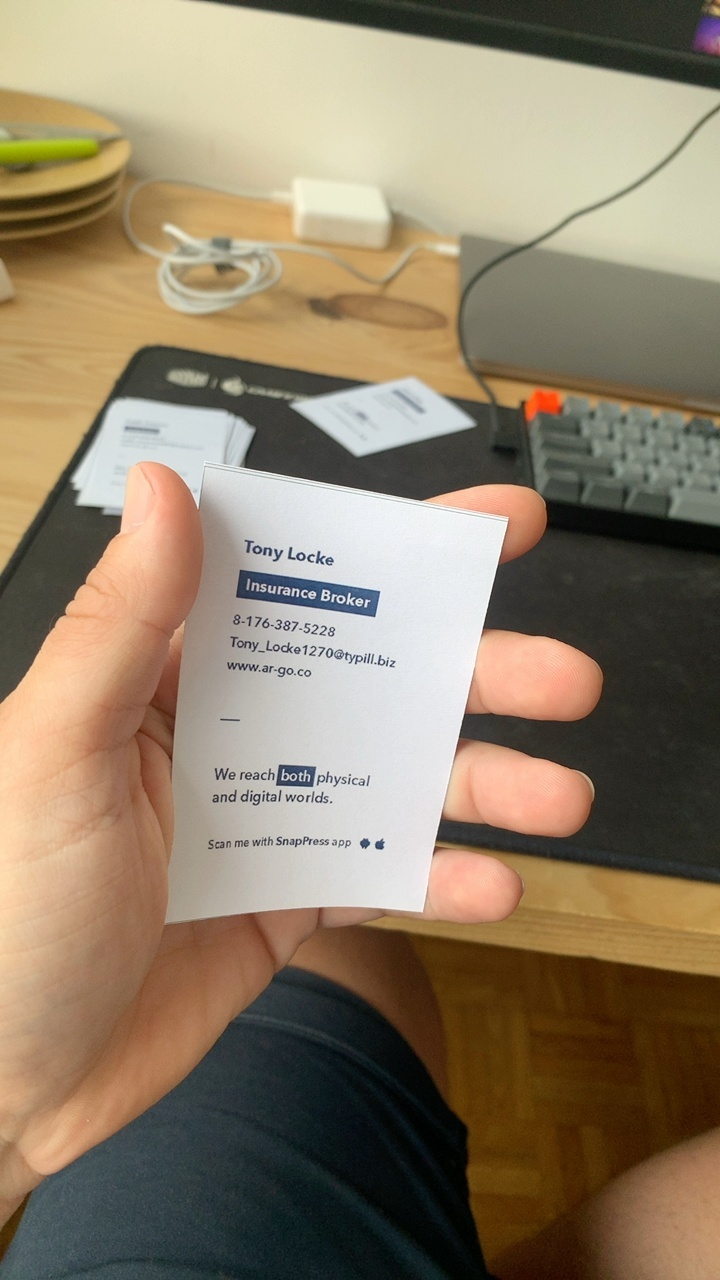 Tony Locke
Insurance Broker
8-176-387-5228
Tony_Locke1270@typill.biz
www.ar-go.co
—
We reach both physical
and digital worlds.
Scan me with SnapPress app